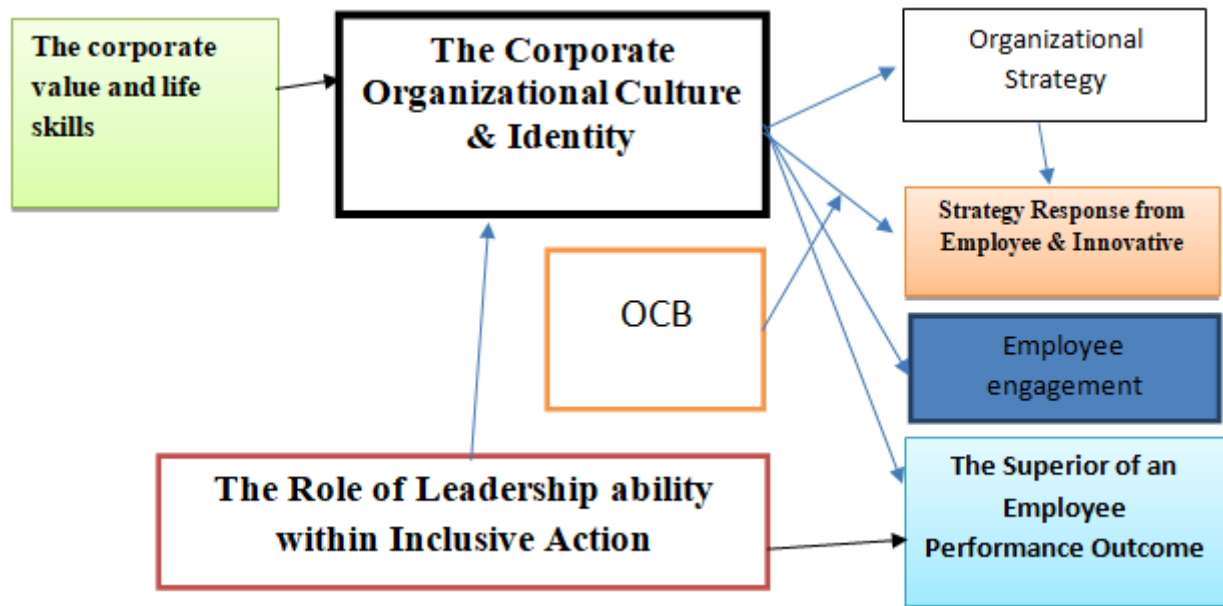 The corporate
value and life
skills
The Corporate
Organizational Culture
& Identity
Organizational
Strategy
Strategy Response from
Employee & Innovative
OCB
Employee
engagement
The Role of Leadership ability
within Inclusive Action
The Superior of an
Employee
Performance Outcome